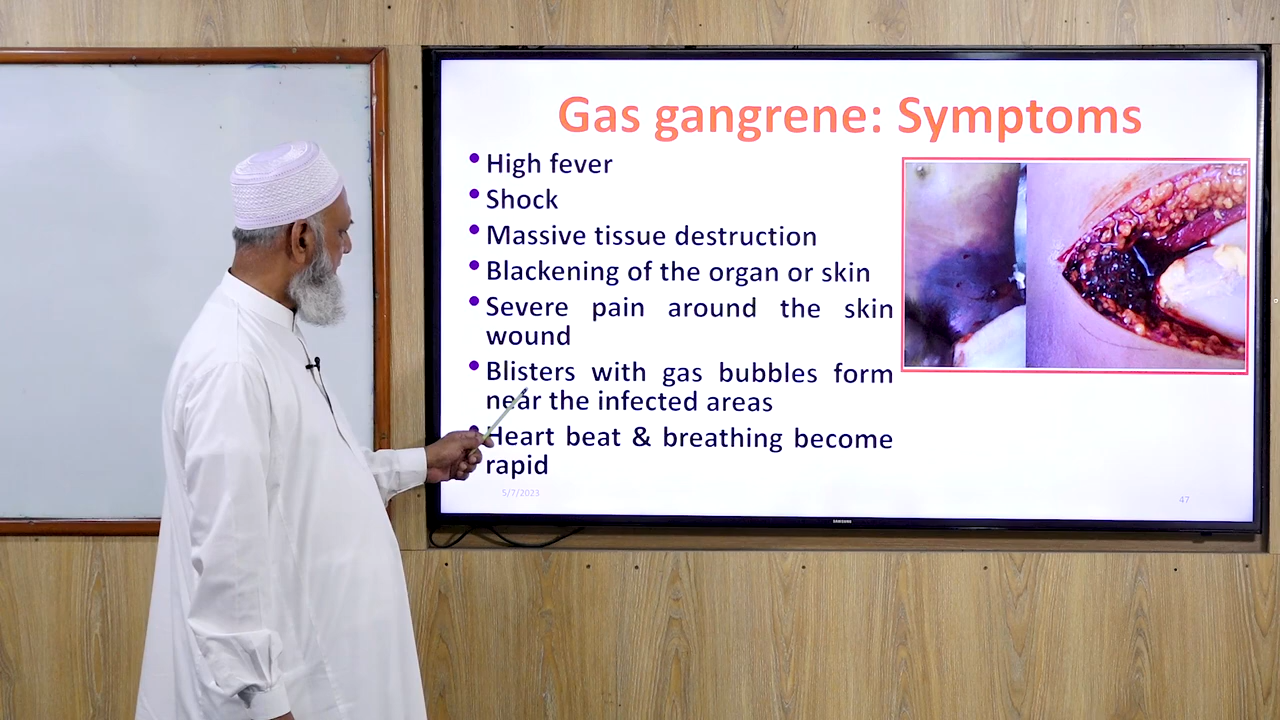 Gas gangrene: Symptoms
• High fever
• Shock
• Massive tissue destruction
• Blackening of the organ or skin
• Severe pain around the skin
wound
• Blisters with gas bubbles form
near the infected areas
• Heart beat & breathing become
rapid
5/7/2023
47
SAMSUNG